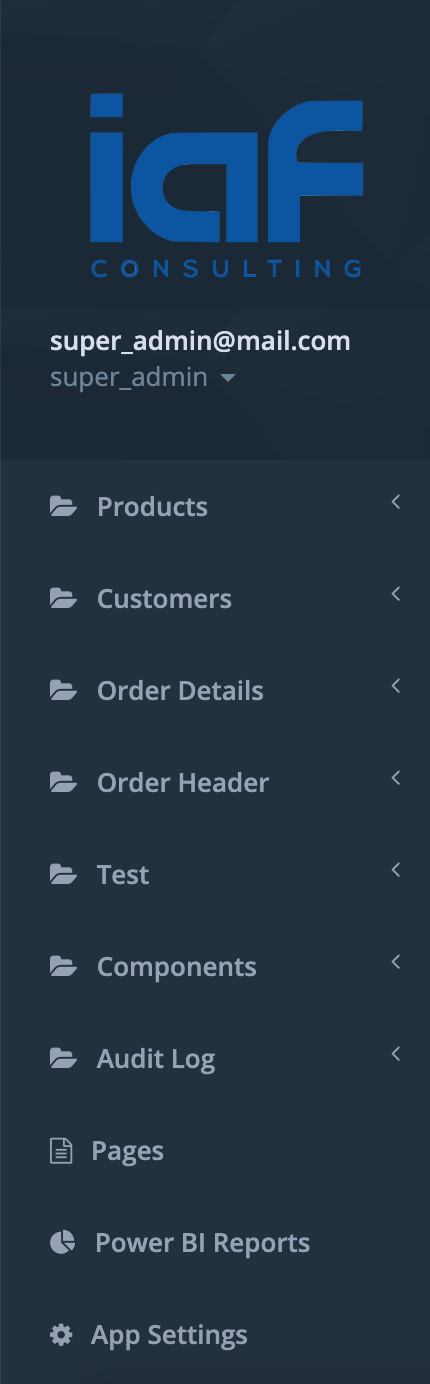 iaf
CONSULTING
super_admin@mail.com
super_admin
Products
Customers
Order Details
Order Header
Test
Components
Audit Log
Pages
Power BI Reports
App Settings